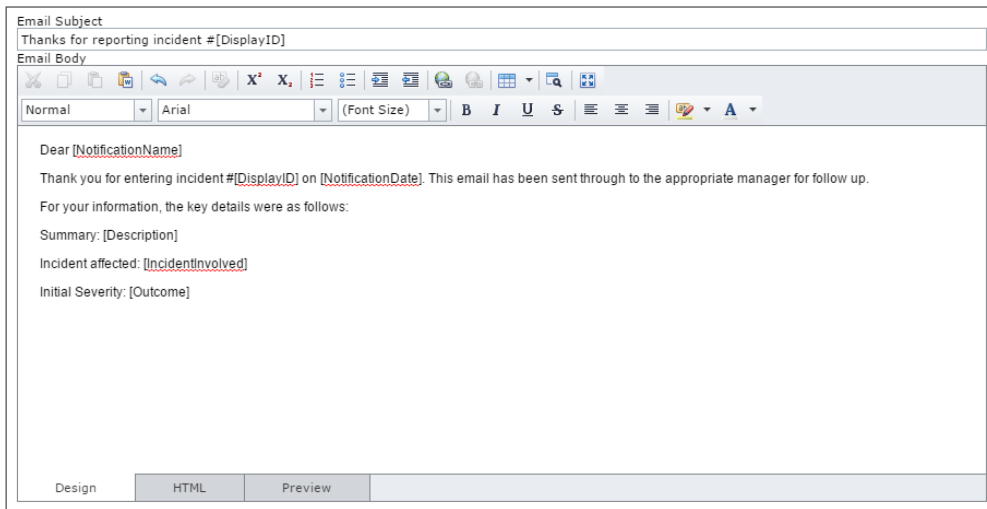 Email Subject
Thanks for reporting incident #[DisplayID]
Email Body
Normal Arial (Font Size) B I U S A
Dear [NotificationName]
Thank you for entering incident #[DisplayID] on [NotificationDate]. This email has been sent through to the appropriate manager for follow up.
For your information, the key details were as follows:
Summary: [Description]
Incident affected: [IncidentInvolved]
Initial Severity: [Outcome]
Design HTML Preview